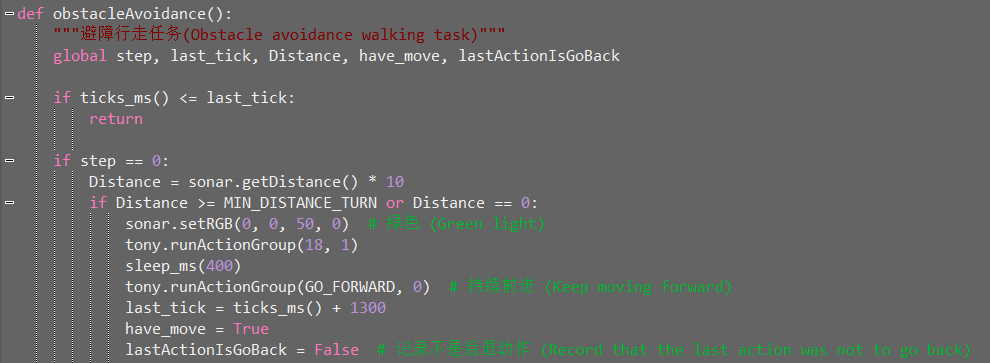 def obstacleAvoidance():
    """避障行走任务(Obstacle avoidance walking task)"""
    global step, last_tick, Distance, have_move, lastActionIsGoBack
    if ticks_ms() <= last_tick:
        return
    if step == 0:
        Distance = sonar.getDistance() * 10
        if Distance >= MIN_DISTANCE_TURN or Distance == 0:
            sonar.setRGB(0, 0, 50, 0)  # 绿色 (Green light)
            tony.runActionGroup(18, 1)
            sleep_ms(400)
            tony.runActionGroup(GO_FORWARD, 0)  # 持续前进 (Keep moving forward)
            last_tick = ticks_ms() + 1300
            have_move = True
            lastActionIsGoBack = False  # 记录不是后退动作 (Record that the last action was not to go back)